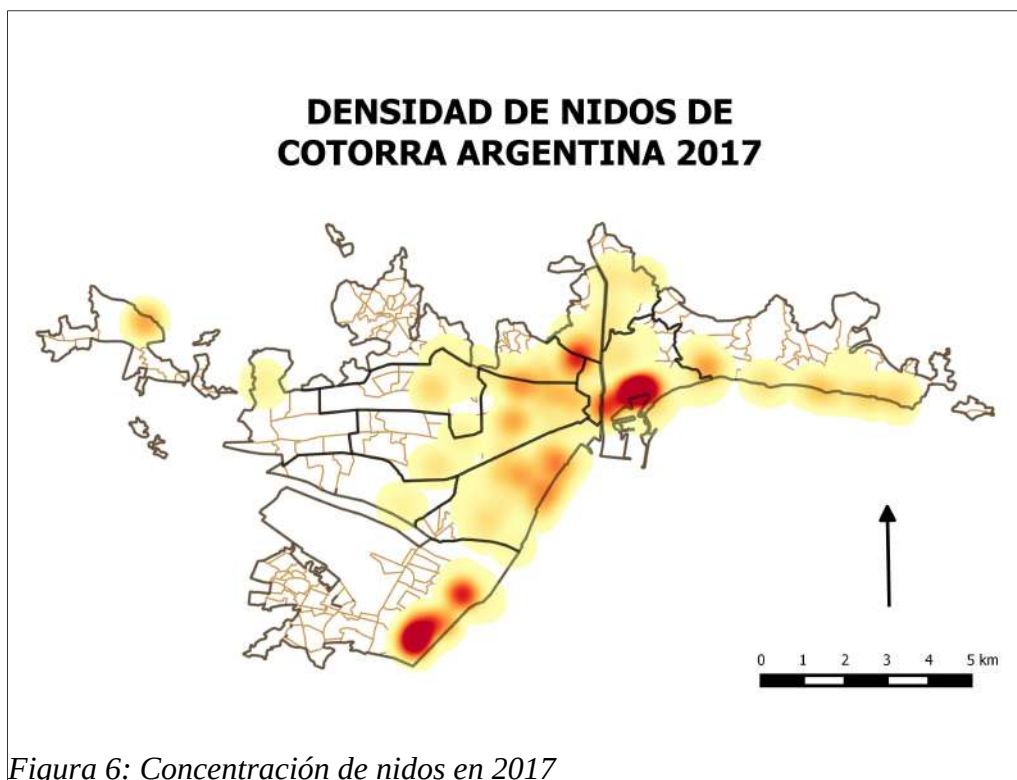 DENSIDAD DE NIDOS DE
COTORRA ARGENTINA 2017
0 1 2 3 4 5 km
Figura 6: Concentración de nidos en 2017